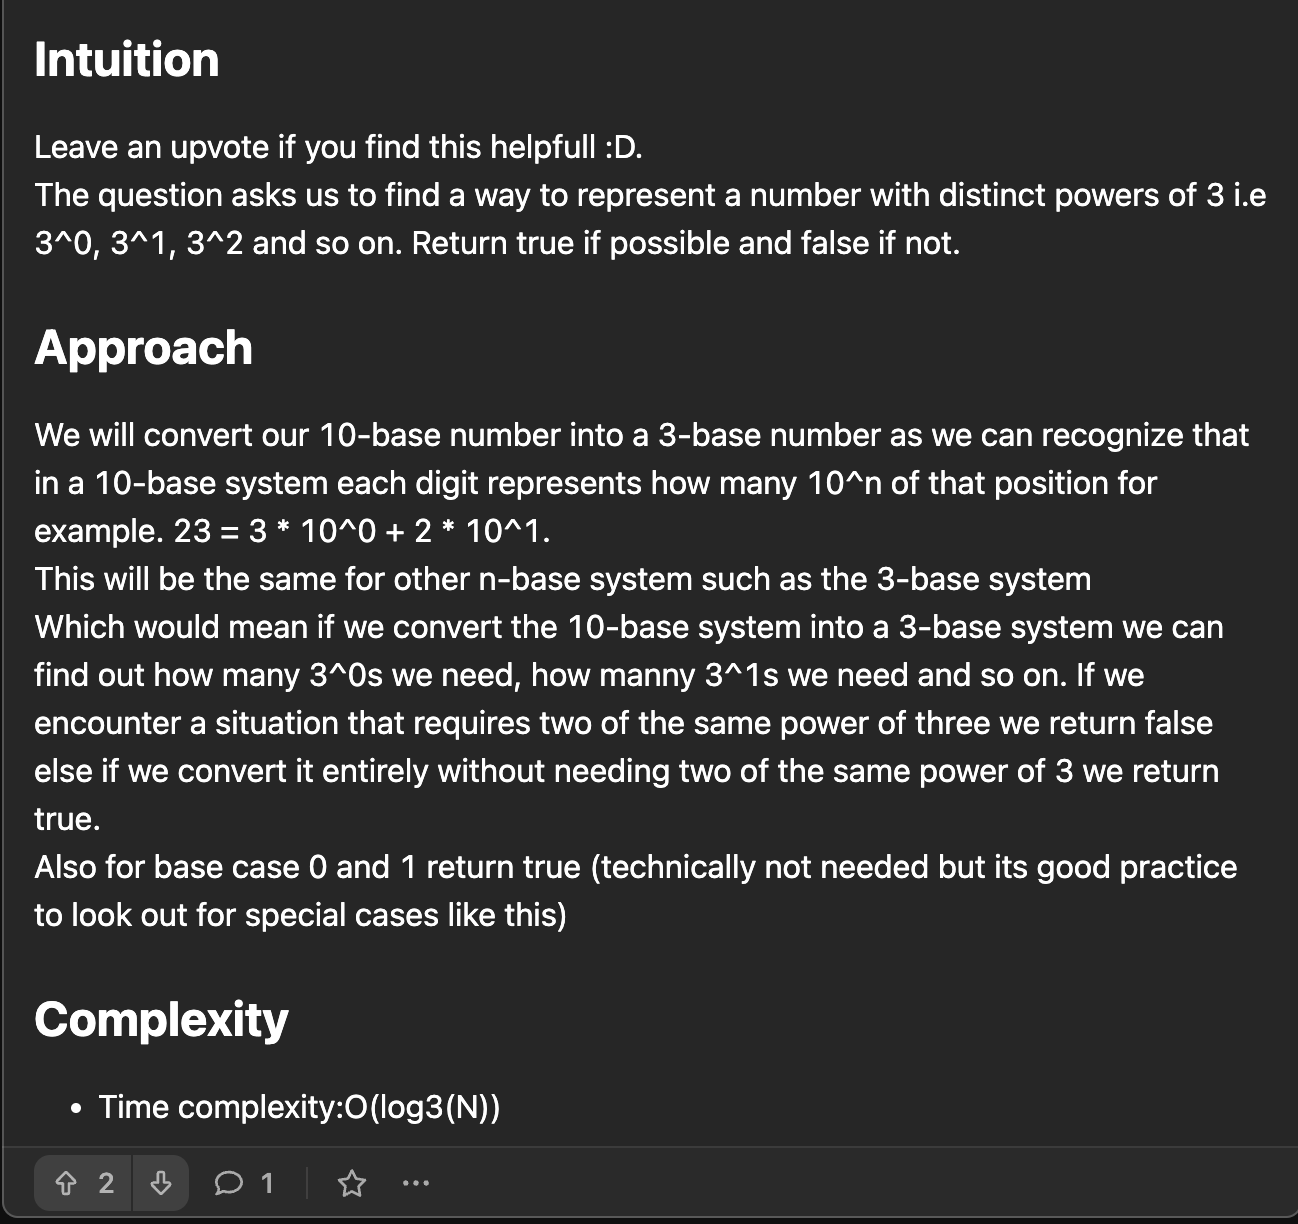 Intuition
Leave an upvote if you find this helpfull :D.
The question asks us to find a way to represent a number with distinct powers of 3 i.e
3^0, 3^1, 3^2 and so on. Return true if possible and false if not.
Approach
We will convert our 10-base number into a 3-base number as we can recognize that
in a 10-base system each digit represents how many 10^n of that position for
example. 23 = 3 * 10^0 + 2 * 10^1.
This will be the same for other n-base system such as the 3-base system
Which would mean if we convert the 10-base system into a 3-base system we can
find out how many 3^0s we need, how manny 3^1s we need and so on. If we
encounter a situation that requires two of the same power of three we return false
else if we convert it entirely without needing two of the same power of 3 we return
true.
Also for base case 0 and 1 return true (technically not needed but its good practice
to look out for special cases like this)
Complexity
• Time complexity:O(log3(N))
2 1